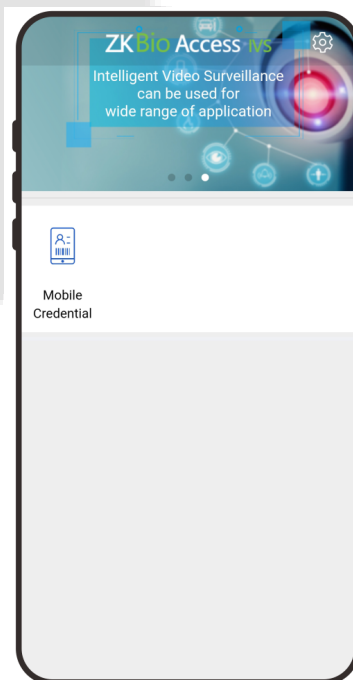 ZKBio Access IVS
Intelligent Video Surveillance
can be used for
wide range of application
Mobile
Credential